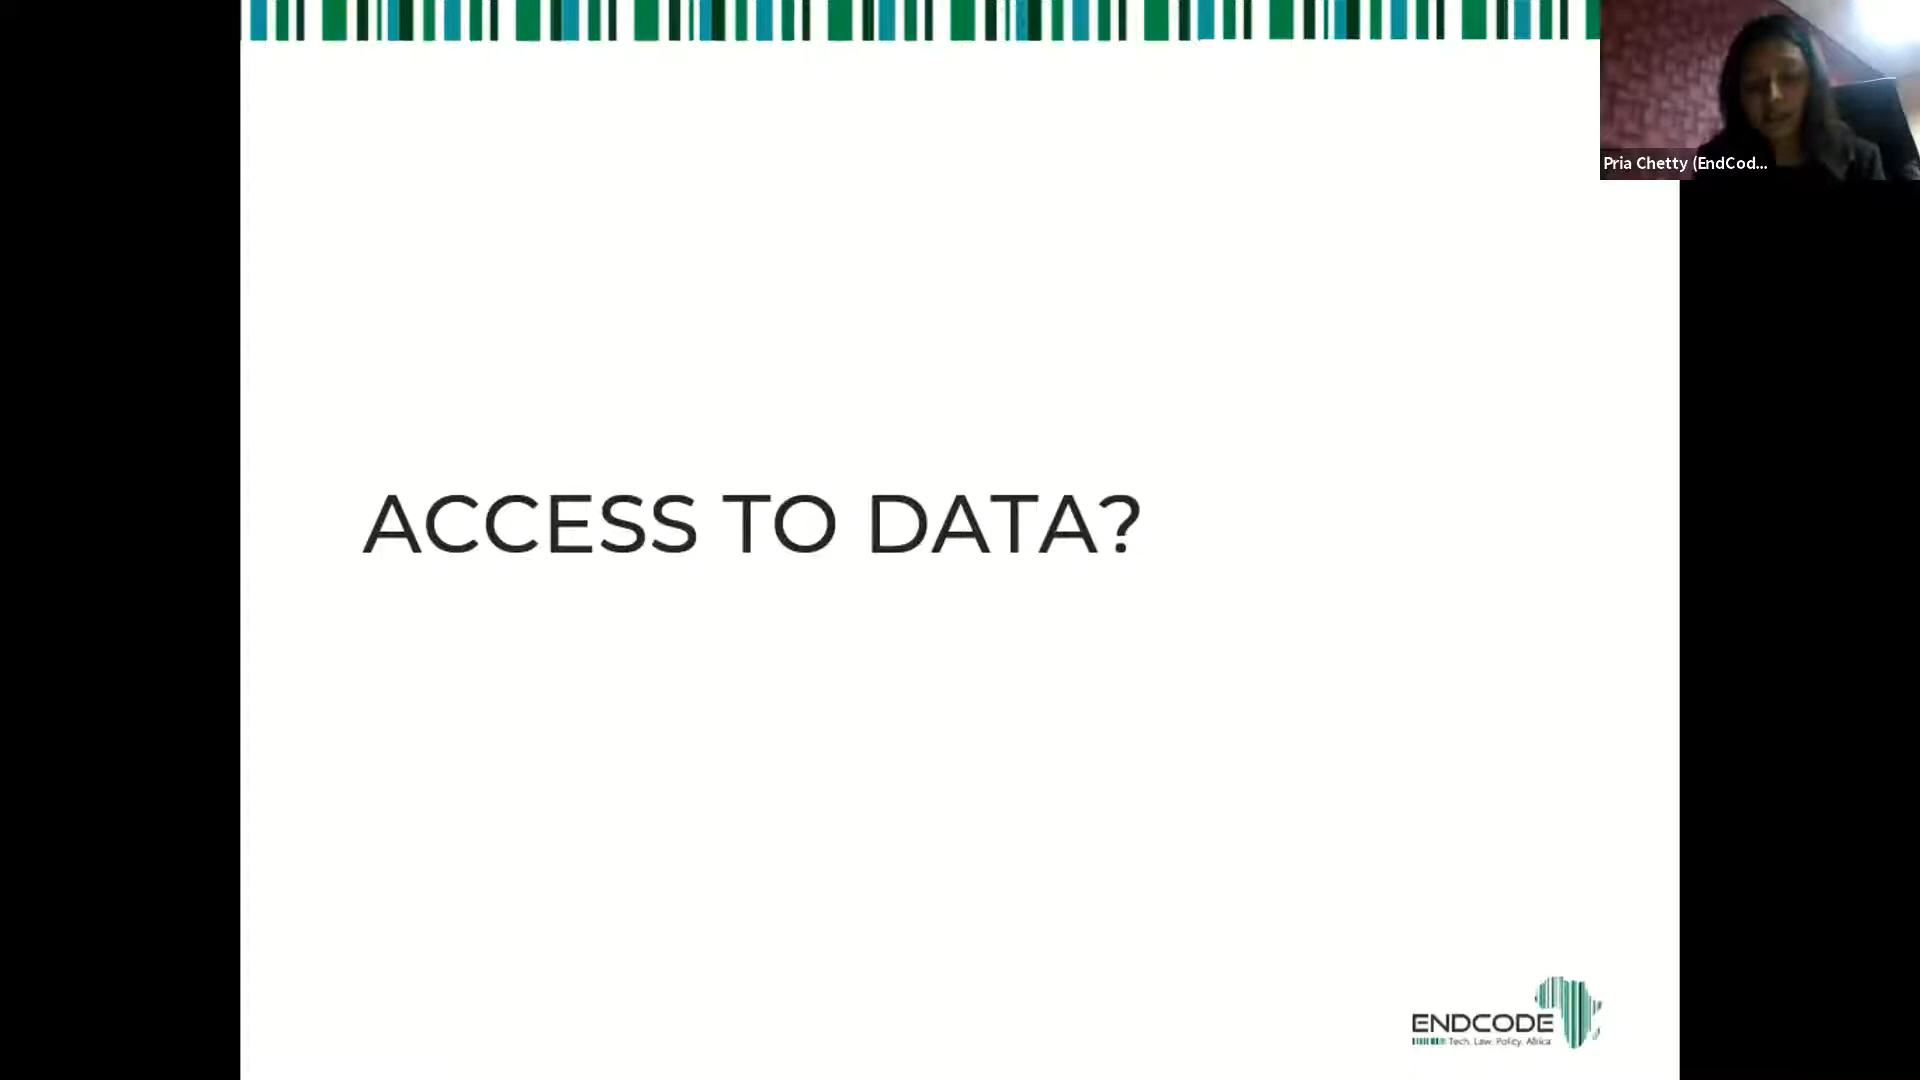 Pria Chetty (EndCod...
ACCESS TO DATA?
ENDCODE
Tech. Law. Policy. Africa